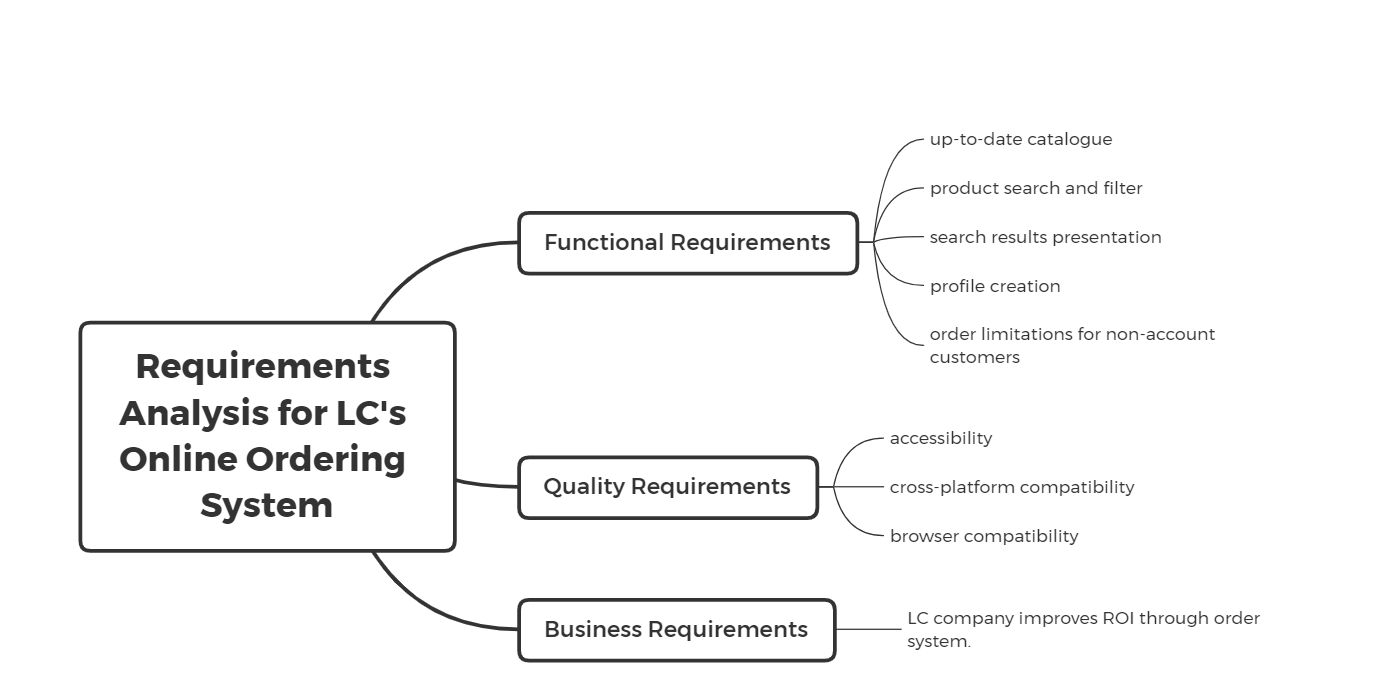 Requirements
Analysis for LC's
Online Ordering
System
Functional Requirements
up-to-date catalogue
product search and filter
search results presentation
profile creation
order limitations for non-account
customers
Quality Requirements
accessibility
cross-platform compatibility
browser compatibility
Business Requirements
LC company improves ROI through order
system.